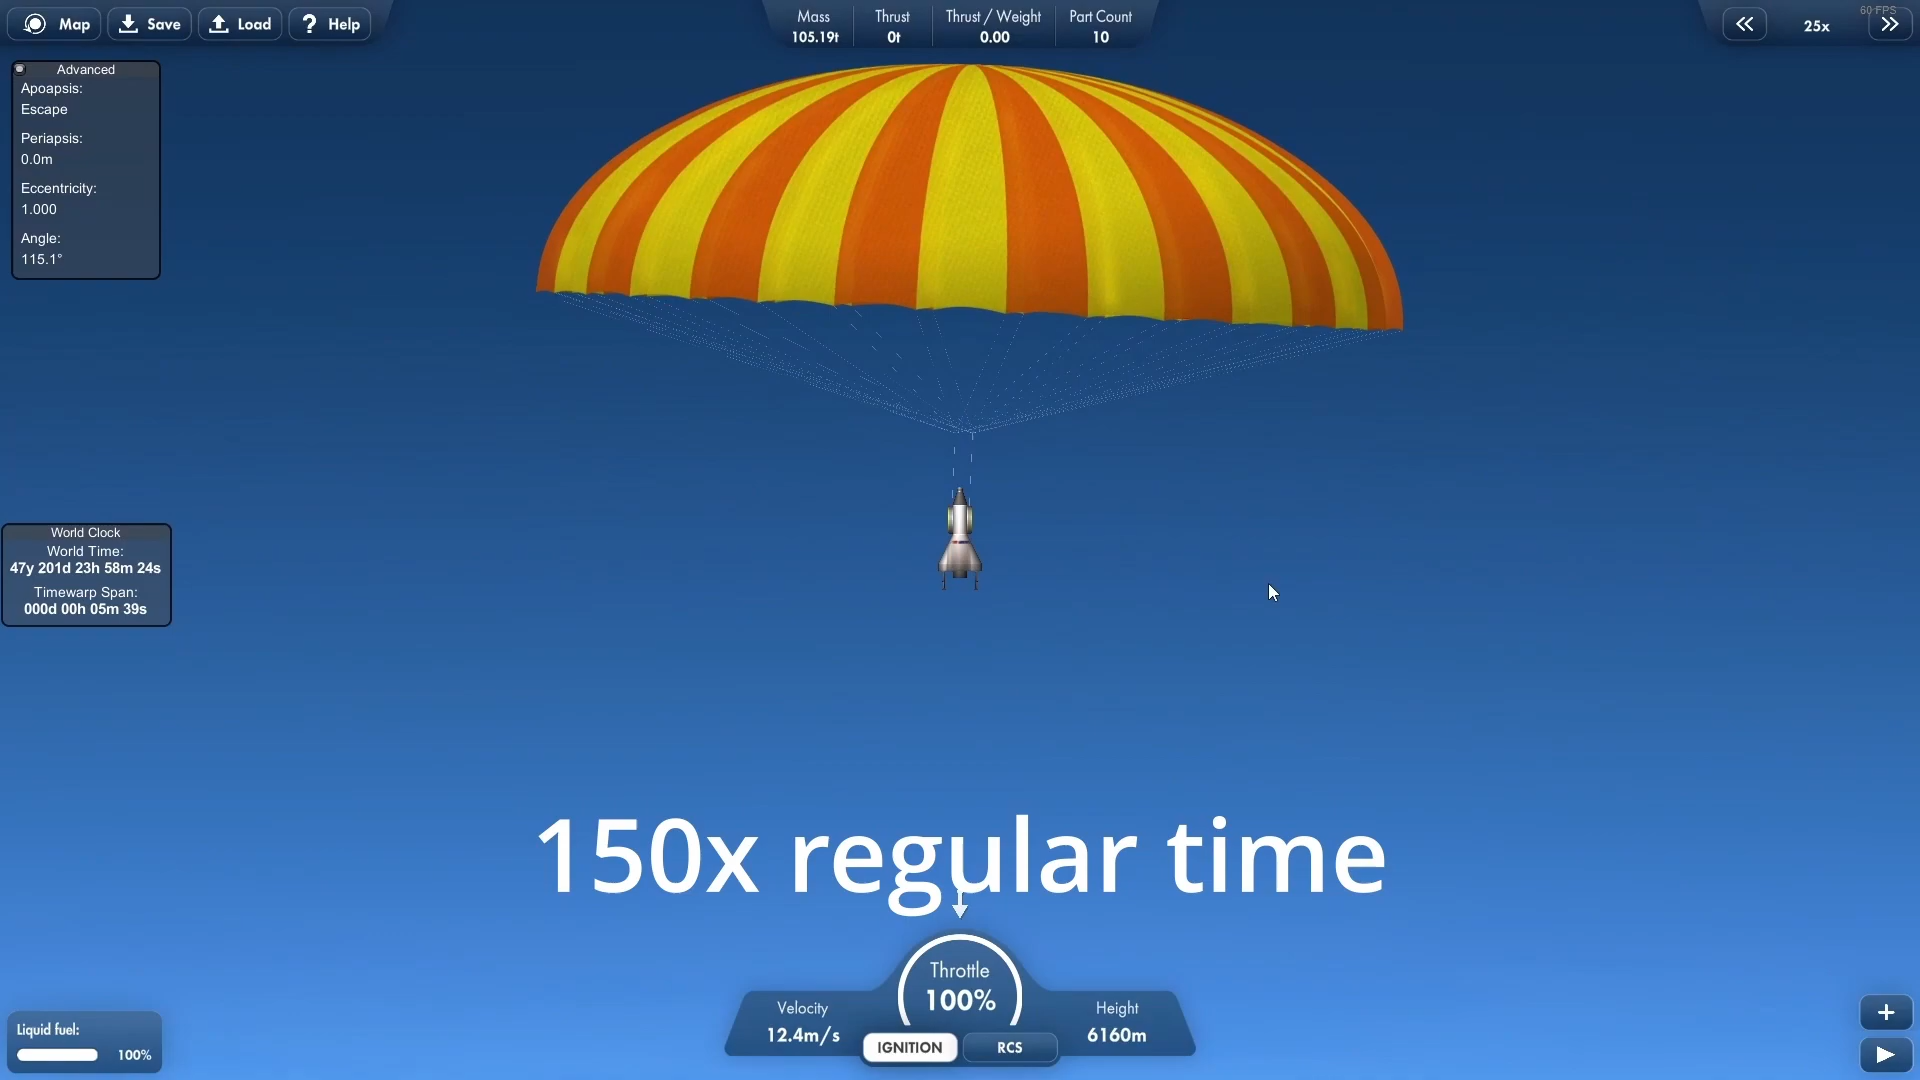 Map
Save
Load
Help
Mass
105.19t
Thrust
0t
Thrust / Weight
0.00
Part Count
10
25x
60 FPS
Advanced
Apoapsis:
Escape
Periapsis:
0.0m
Eccentricity:
1.000
Angle:
115.1°
World Clock
World Time:
47y 201d 23h 58m 24s
Timewarp Span:
000d 00h 05m 39s
150x regular time
Throttle
100%
Velocity
12.4m/s
Height
6160m
IGNITION
RCS
Liquid fuel:
100%